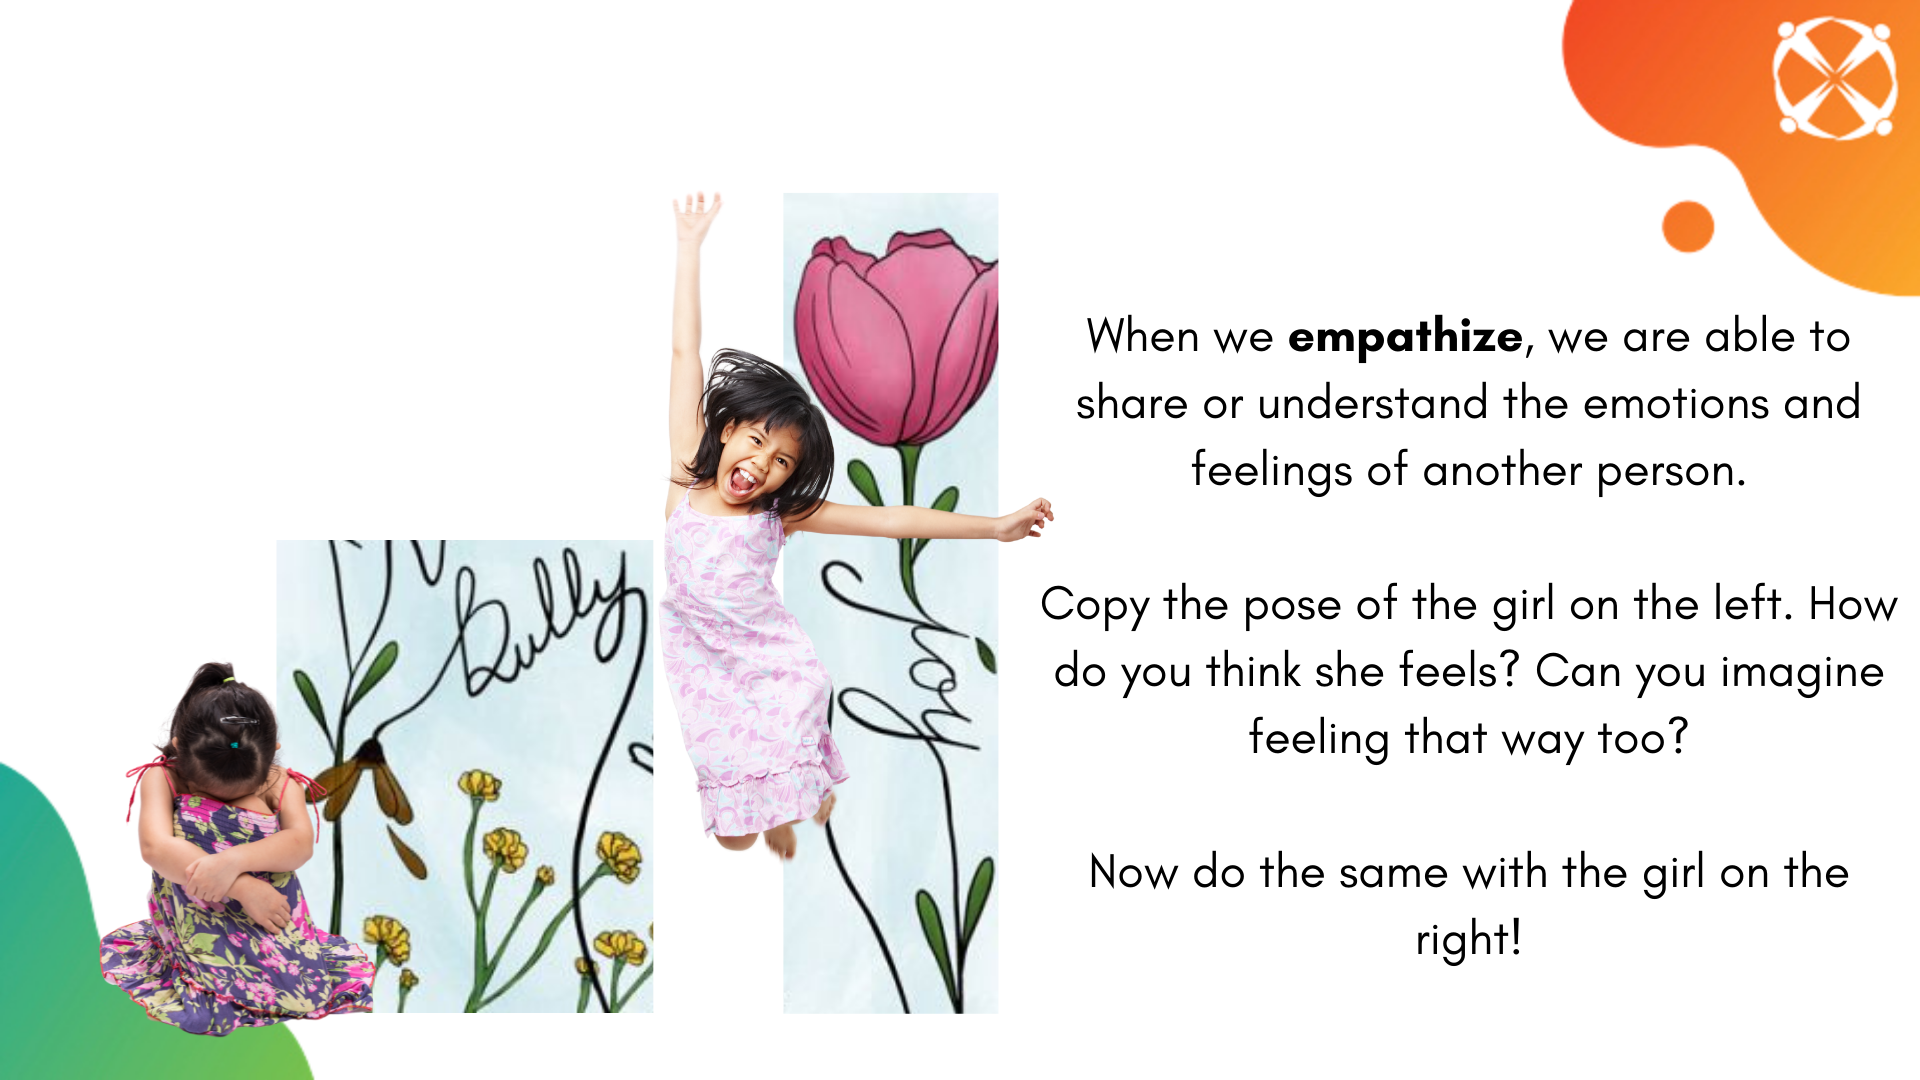 bully
joy
When we empathize, we are able to
share or understand the emotions and
feelings of another person.
Copy the pose of the girl on the left. How
do you think she feels? Can you imagine
feeling that way too?
Now do the same with the girl on the
right!